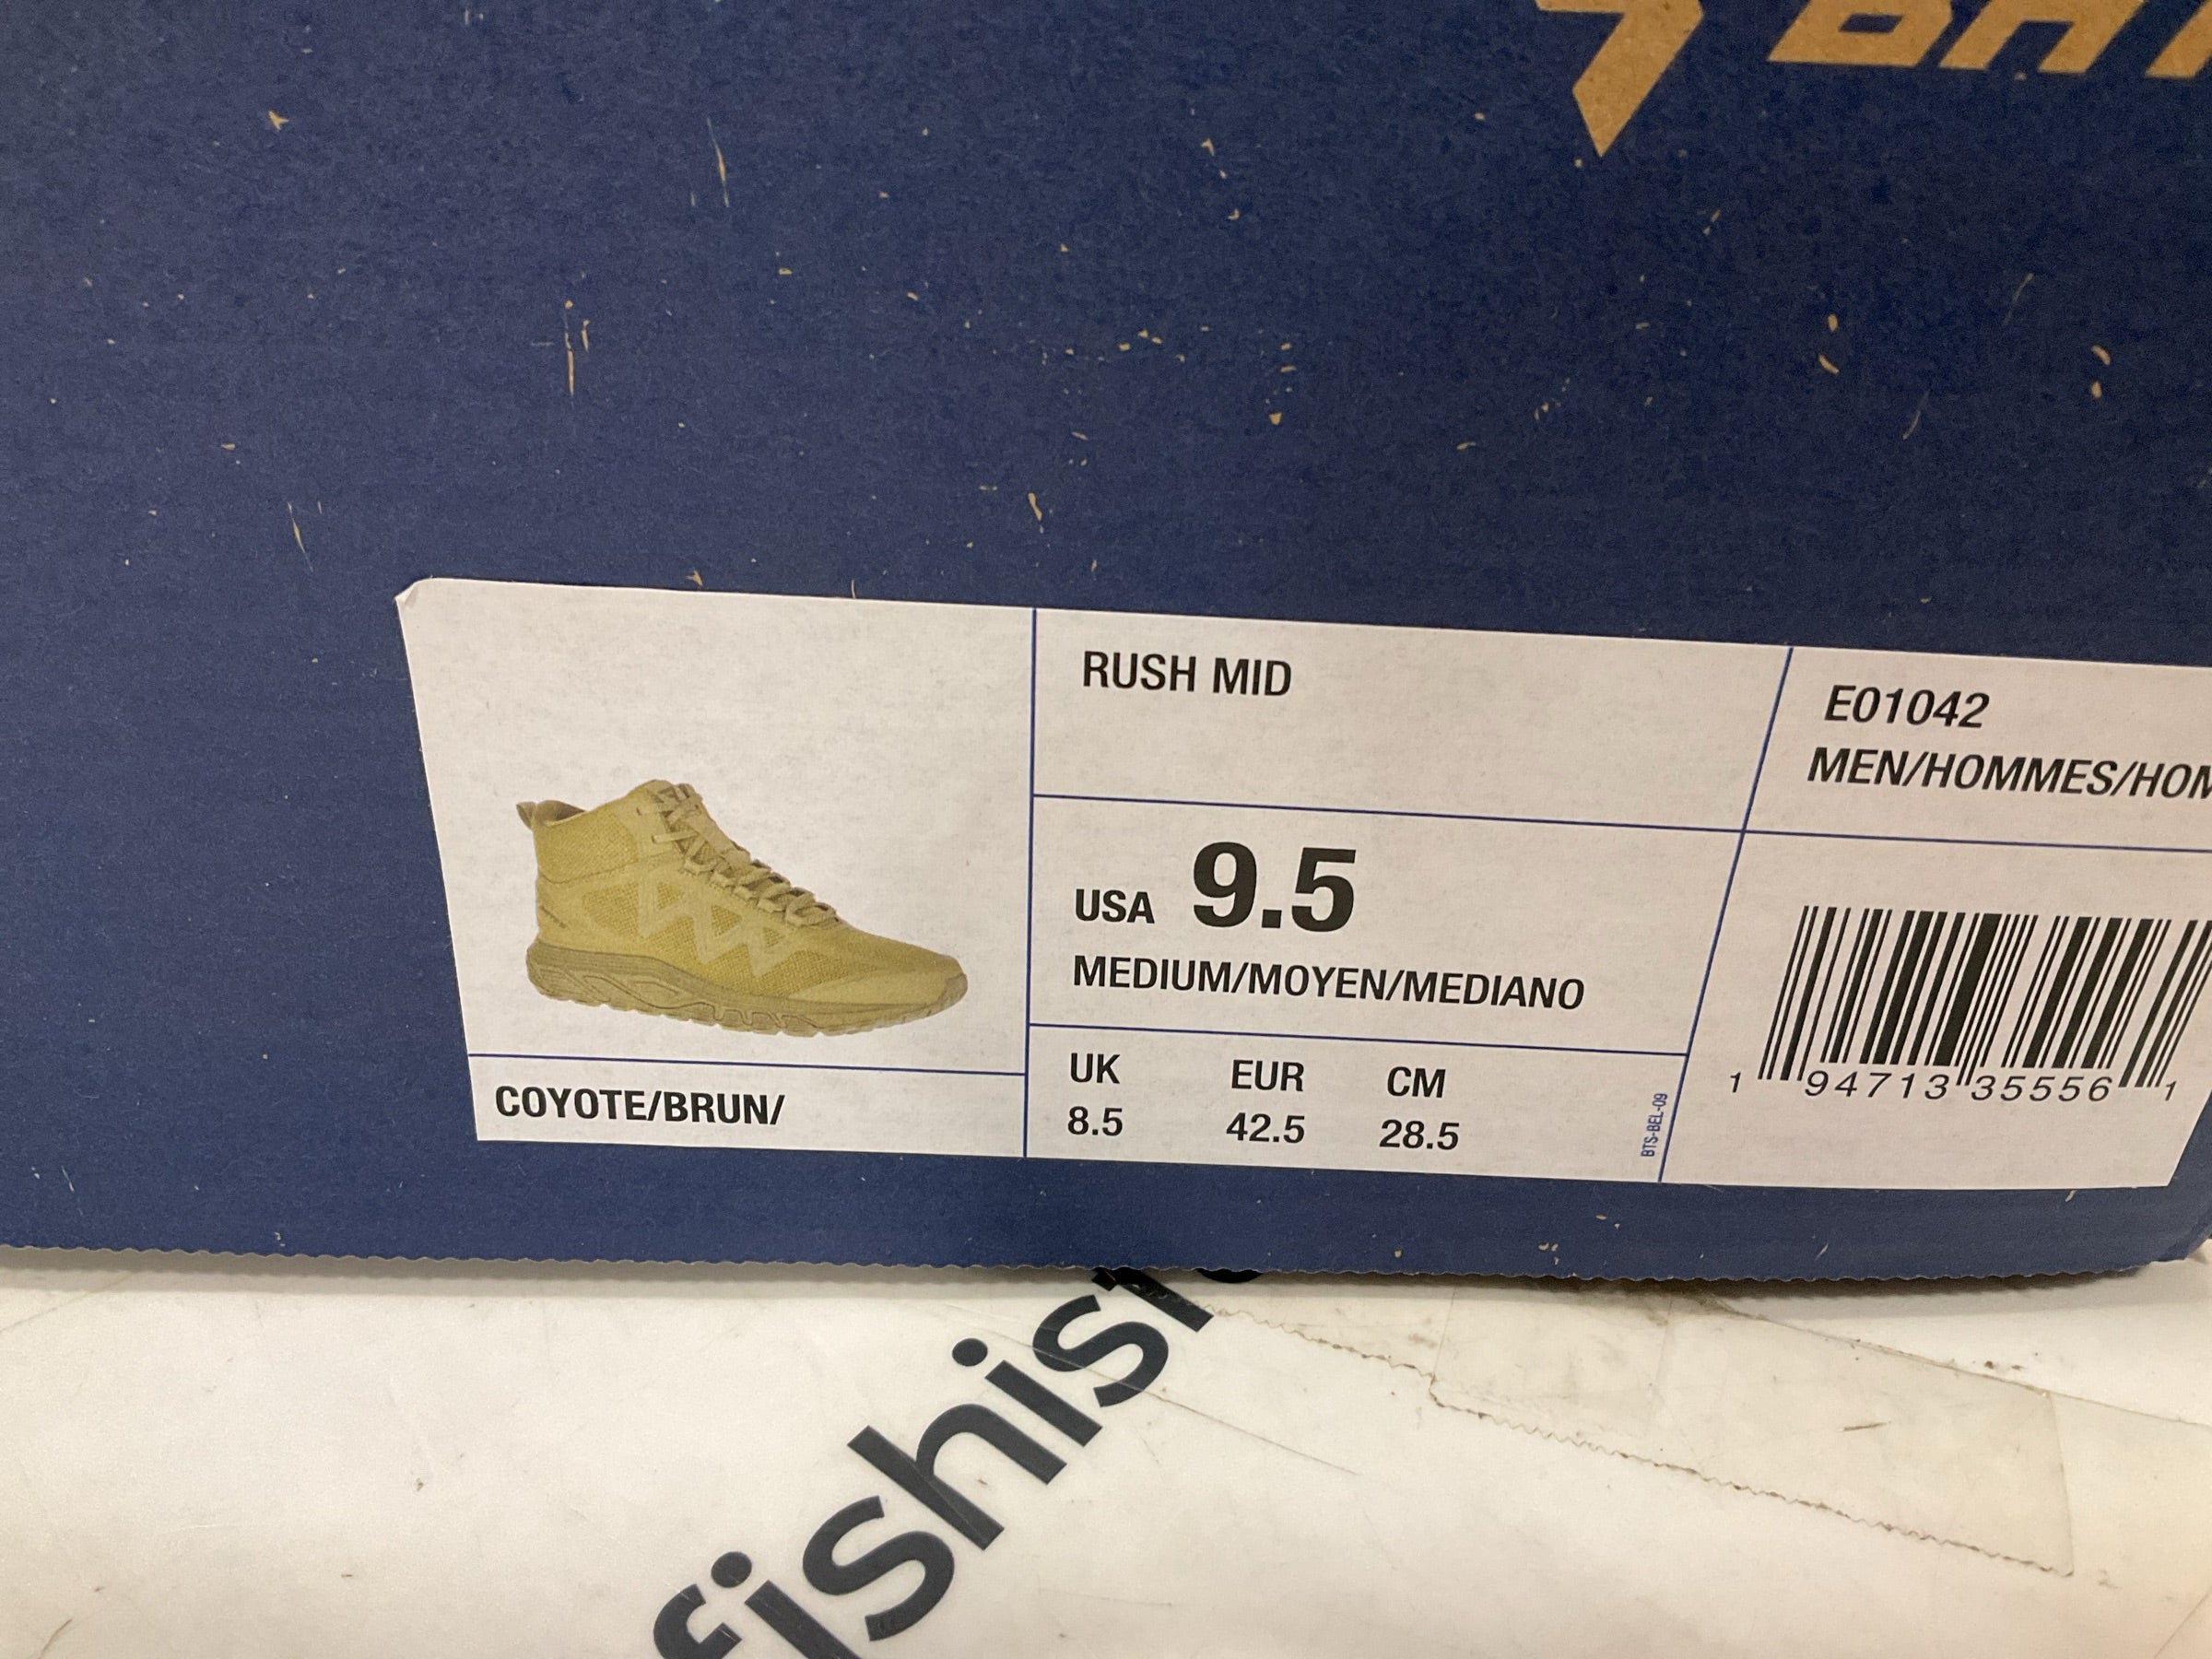 BAT
RUSH MID
E01042
MEN/HOMMES/HOM
USA 9.5
MEDIUM/MOYEN/MEDIANO
UK EUR CM
8.5 42.5 28.5
COYOTE/BRUN/
BTS-BEL-09
1 94713 35556 1